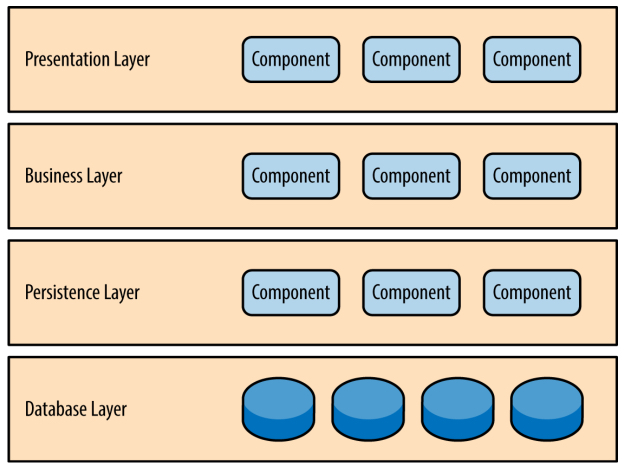 Presentation Layer Component Component Component
Business Layer Component Component Component
Persistence Layer Component Component Component
Database Layer